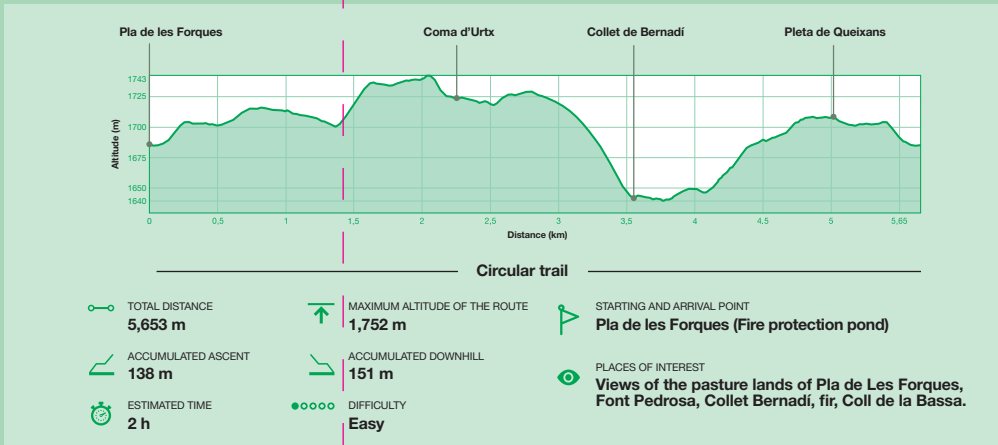 Pla de les Forques
Coma d'Urtx
Collet de Bernadí
Pleta de Queixans
Altitude (m)
1743
1725
1700
1675
1650
1640
0
0,5
1
1,5
2
2,5
3
3,5
4
4,5
5
5,65
Distance (km)
Circular trail
TOTAL DISTANCE
5,653 m
MAXIMUM ALTITUDE OF THE ROUTE
1,752 m
STARTING AND ARRIVAL POINT
Pla de les Forques (Fire protection pond)
ACCUMULATED ASCENT
138 m
ACCUMULATED DOWNHILL
151 m
PLACES OF INTEREST
Views of the pasture lands of Pla de Les Forques,
Font Pedrosa, Collet Bernadí, fir, Coll de la Bassa.
ESTIMATED TIME
2 h
DIFFICULTY
Easy